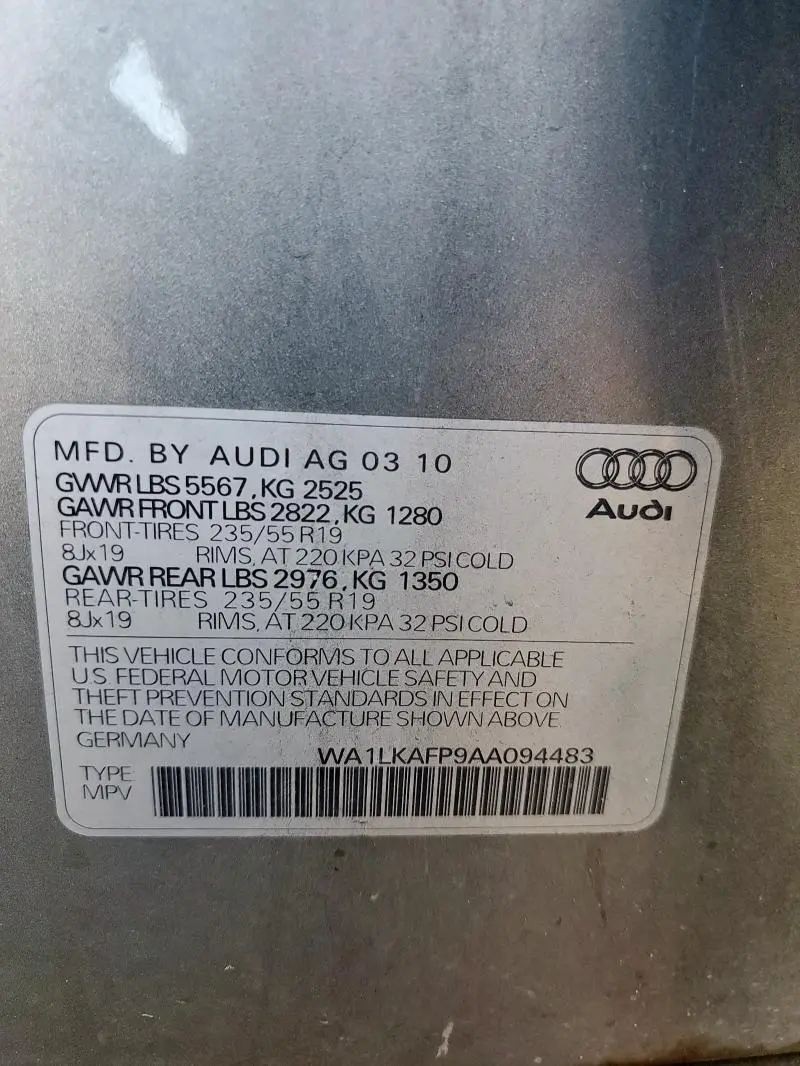 MFD. BY AUDI AG 03 10
GVWR LBS 5567, KG 2525
GAWR FRONT LBS 2822, KG 1280
FRONT-TIRES 235/55 R19
8Jx19 RIMS, AT 220 KPA 32 PSI COLD
GAWR REAR LBS 2976, KG 1350
REAR-TIRES 235/55 R19
8Jx19 RIMS, AT 220 KPA 32 PSI COLD
Audi
THIS VEHICLE CONFORMS TO ALL APPLICABLE
U.S. FEDERAL MOTOR VEHICLE SAFETY AND
THEFT PREVENTION STANDARDS IN EFFECT ON
THE DATE OF MANUFACTURE SHOWN ABOVE.
GERMANY
WA1LKAFP9AA094483
TYPE:
MPV